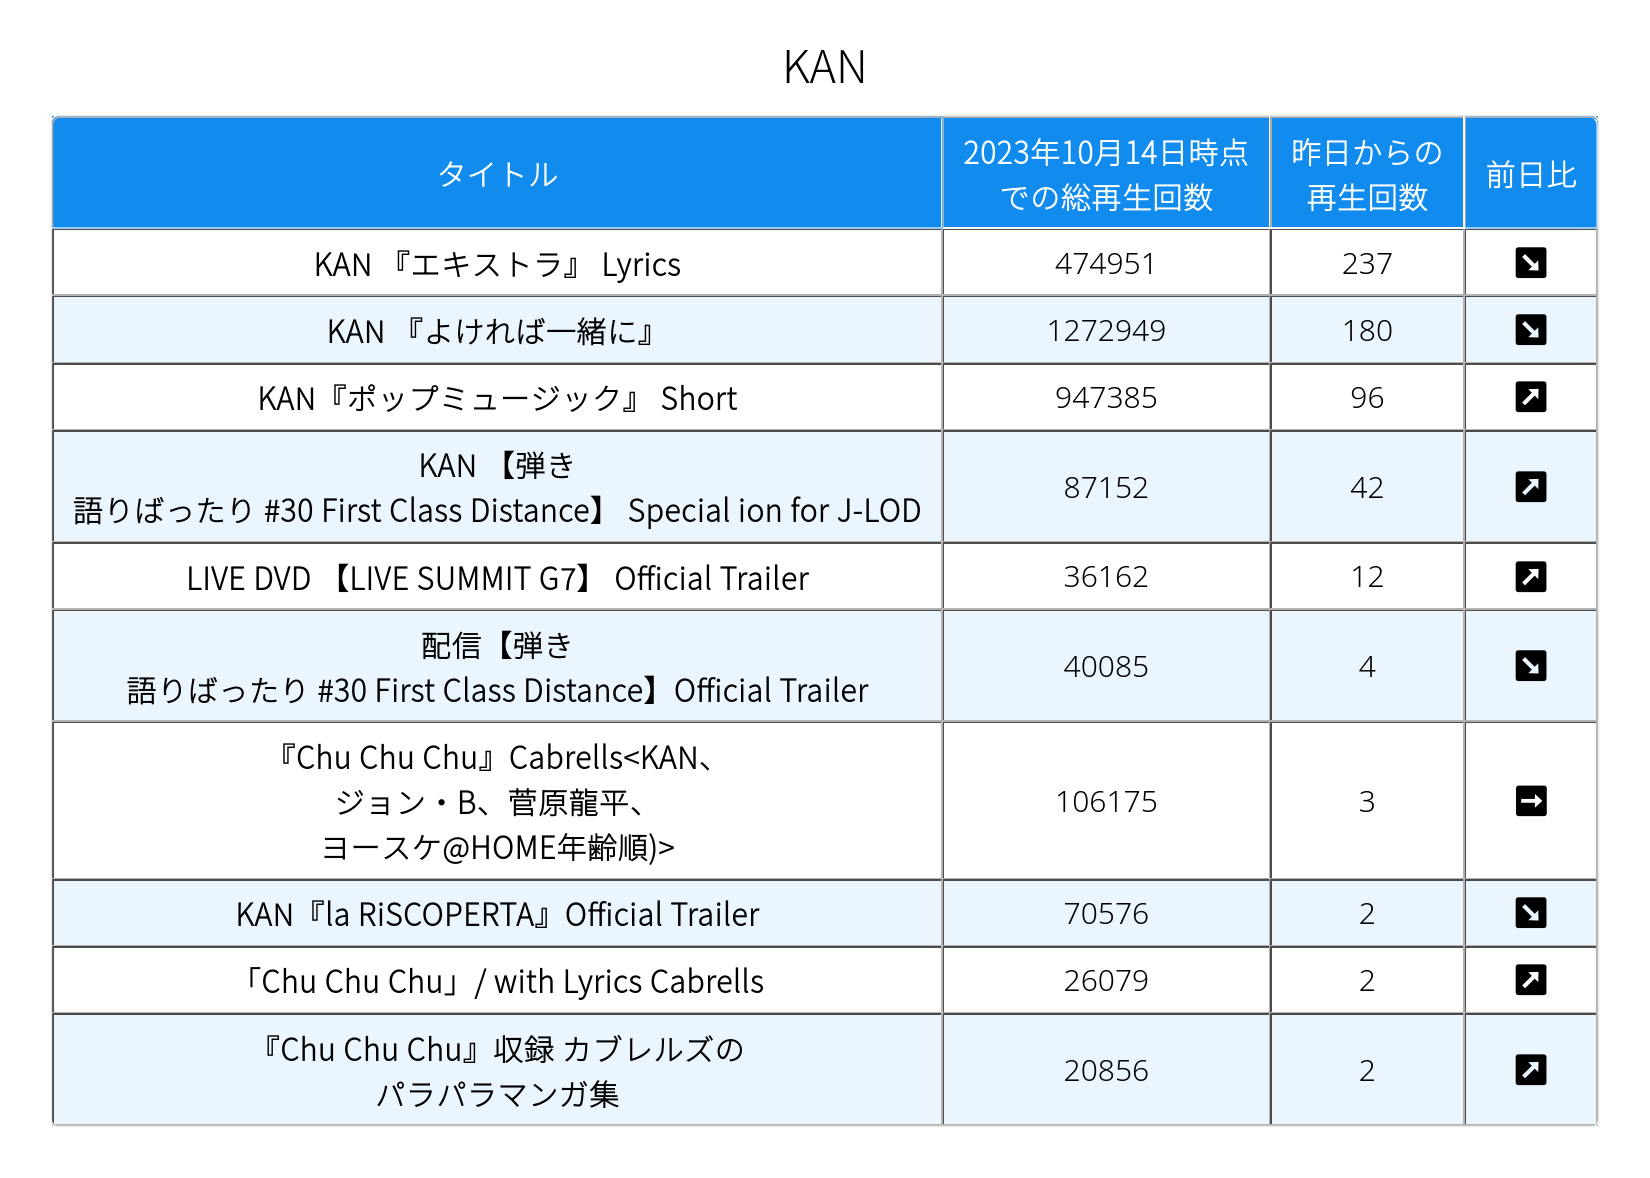 KAN
タイトル
2023年10月14日時点
での総再生回数
昨日からの
再生回数
前日比
KAN 『エキストラ』 Lyrics
474951
237
KAN 『よければ一緒に』
1272949
180
KAN『ポップミュージック』 Short
947385
96
KAN 【弾き
語りばったり #30 First Class Distance】 Special ion for J-LOD
87152
42
LIVE DVD 【LIVE SUMMIT G7】 Official Trailer
36162
12
配信【弾き
語りばったり #30 First Class Distance】Official Trailer
40085
4
『Chu Chu Chu』Cabrells<KAN、
ジョン・B、菅原龍平、
ヨースケ@HOME年齢順)>
106175
3
KAN『la RiSCOPERTA』Official Trailer
70576
2
「Chu Chu Chu」/ with Lyrics Cabrells
26079
2
『Chu Chu Chu』収録 カブレルズの
パラパラマンガ集
20856
2